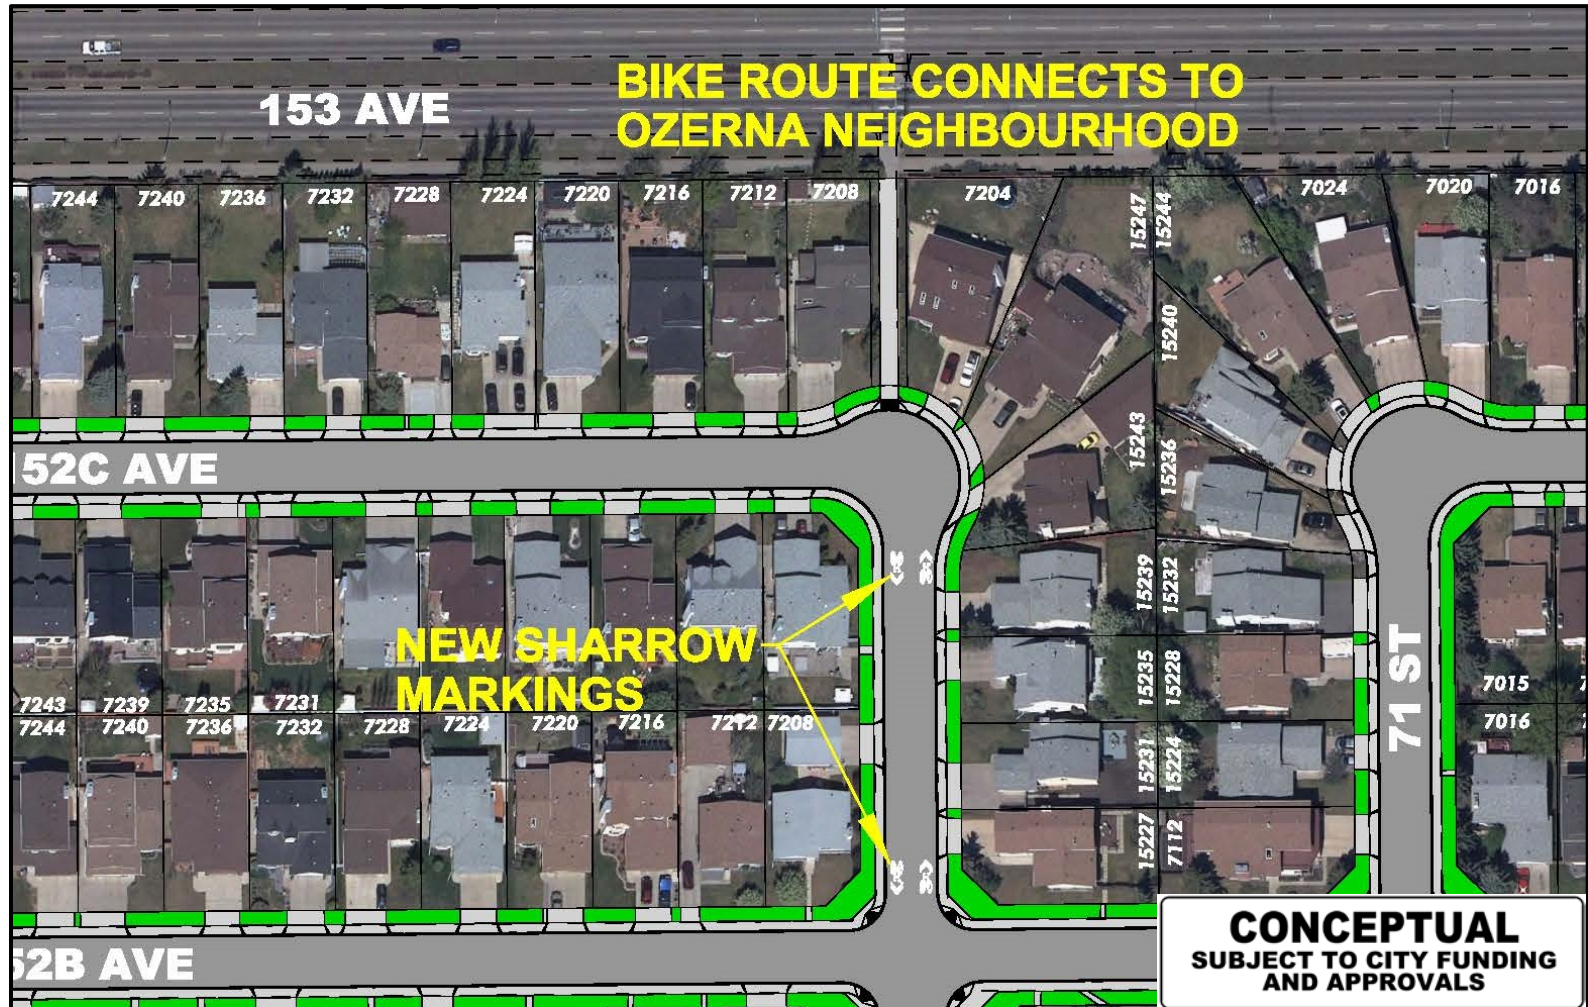 153 AVE
BIKE ROUTE CONNECTS TO
OZERNA NEIGHBOURHOOD
7244 7240 7236 7232 7228 7224 7220 7216 7212 7208 7204 7024 7020 7016
15247
15244
15240
15243
15236
152C AVE
15239
15232
NEW SHARROW
MARKINGS
15235
15228
71 ST
7243 7239 7235 7231
7015
7244 7240 7236 7232 7228 7224 7220 7216 7212 7208
7016
15231
15224
15227
7112
52B AVE
CONCEPTUAL
SUBJECT TO CITY FUNDING
AND APPROVALS